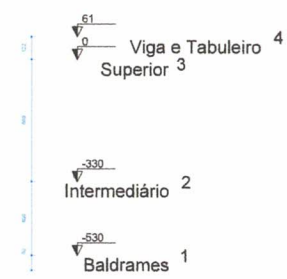 61
0
Viga e Tabuleiro 4
Superior 3
-330
Intermediário 2
-530
Baldrames 1